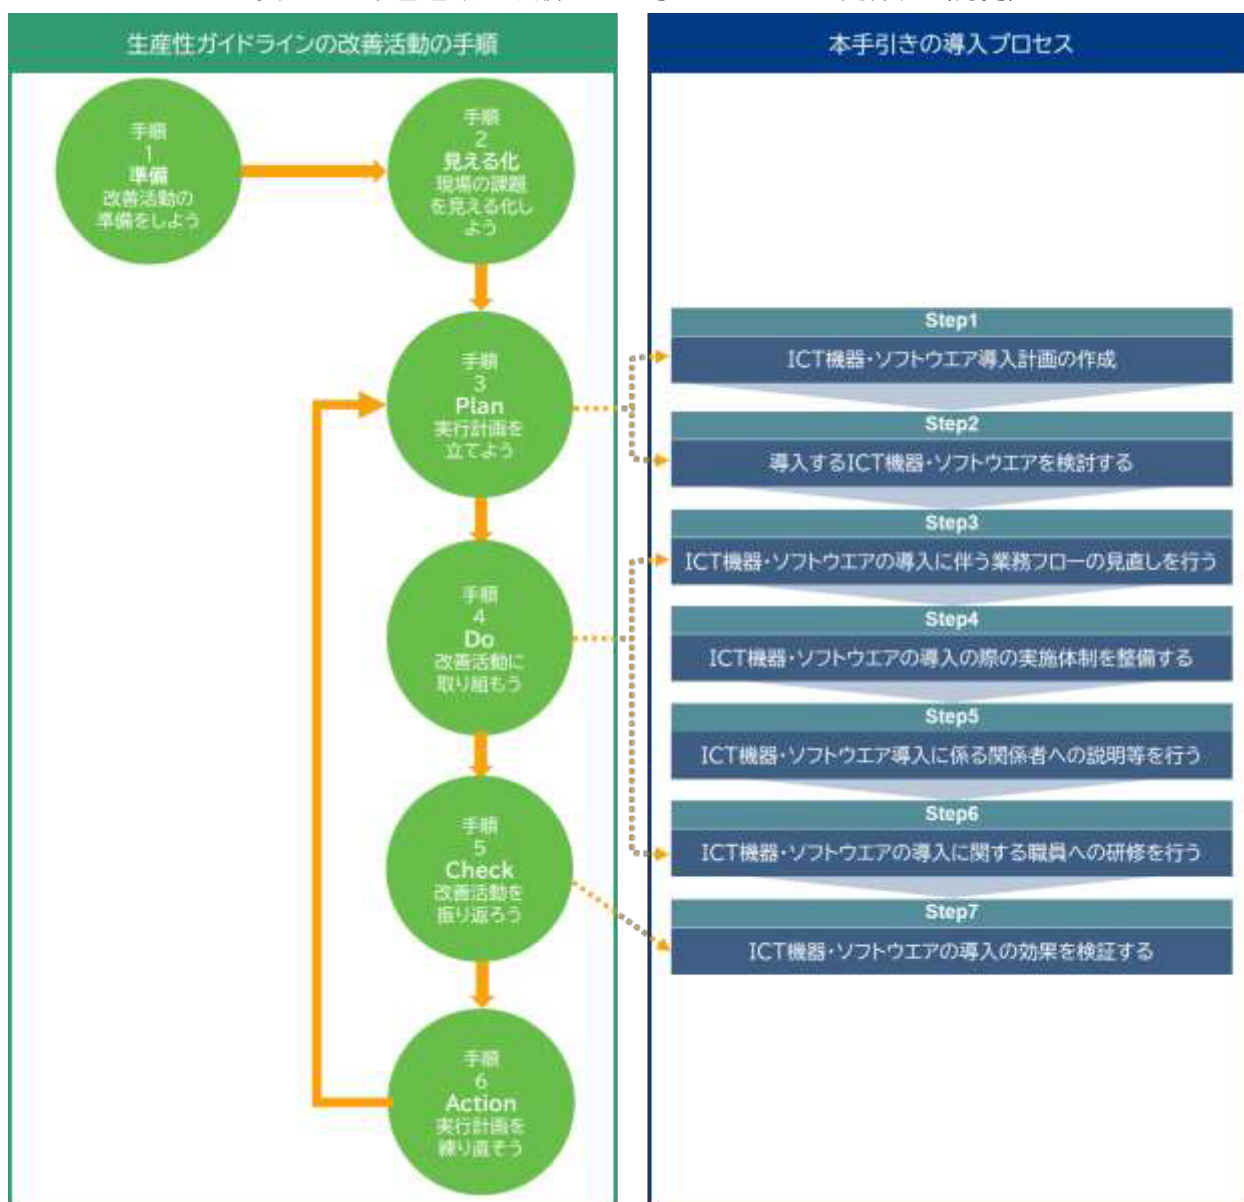 生産性ガイドラインの改善活動の手順
手順
1
準備
改善活動の
準備をしよう
手順
2
見える化
現場の課題
を見える化し
よう
手順
3
Plan
実行計画を
立てよう
手順
4
Do
改善活動に
取り組もう
手順
5
Check
改善活動を
振り返ろう
手順
6
Action
実行計画を
練り直そう
本手引きの導入プロセス
Step1
ICT機器・ソフトウエア導入計画の作成
Step2
導入するICT機器・ソフトウエアを検討する
Step3
ICT機器・ソフトウエアの導入に伴う業務フローの見直しを行う
Step4
ICT機器・ソフトウエアの導入の際の実施体制を整備する
Step5
ICT機器・ソフトウエア導入に係る関係者への説明等を行う
Step6
ICT機器・ソフトウエアの導入に関する職員への研修を行う
Step7
ICT機器・ソフトウエアの導入の効果を検証する